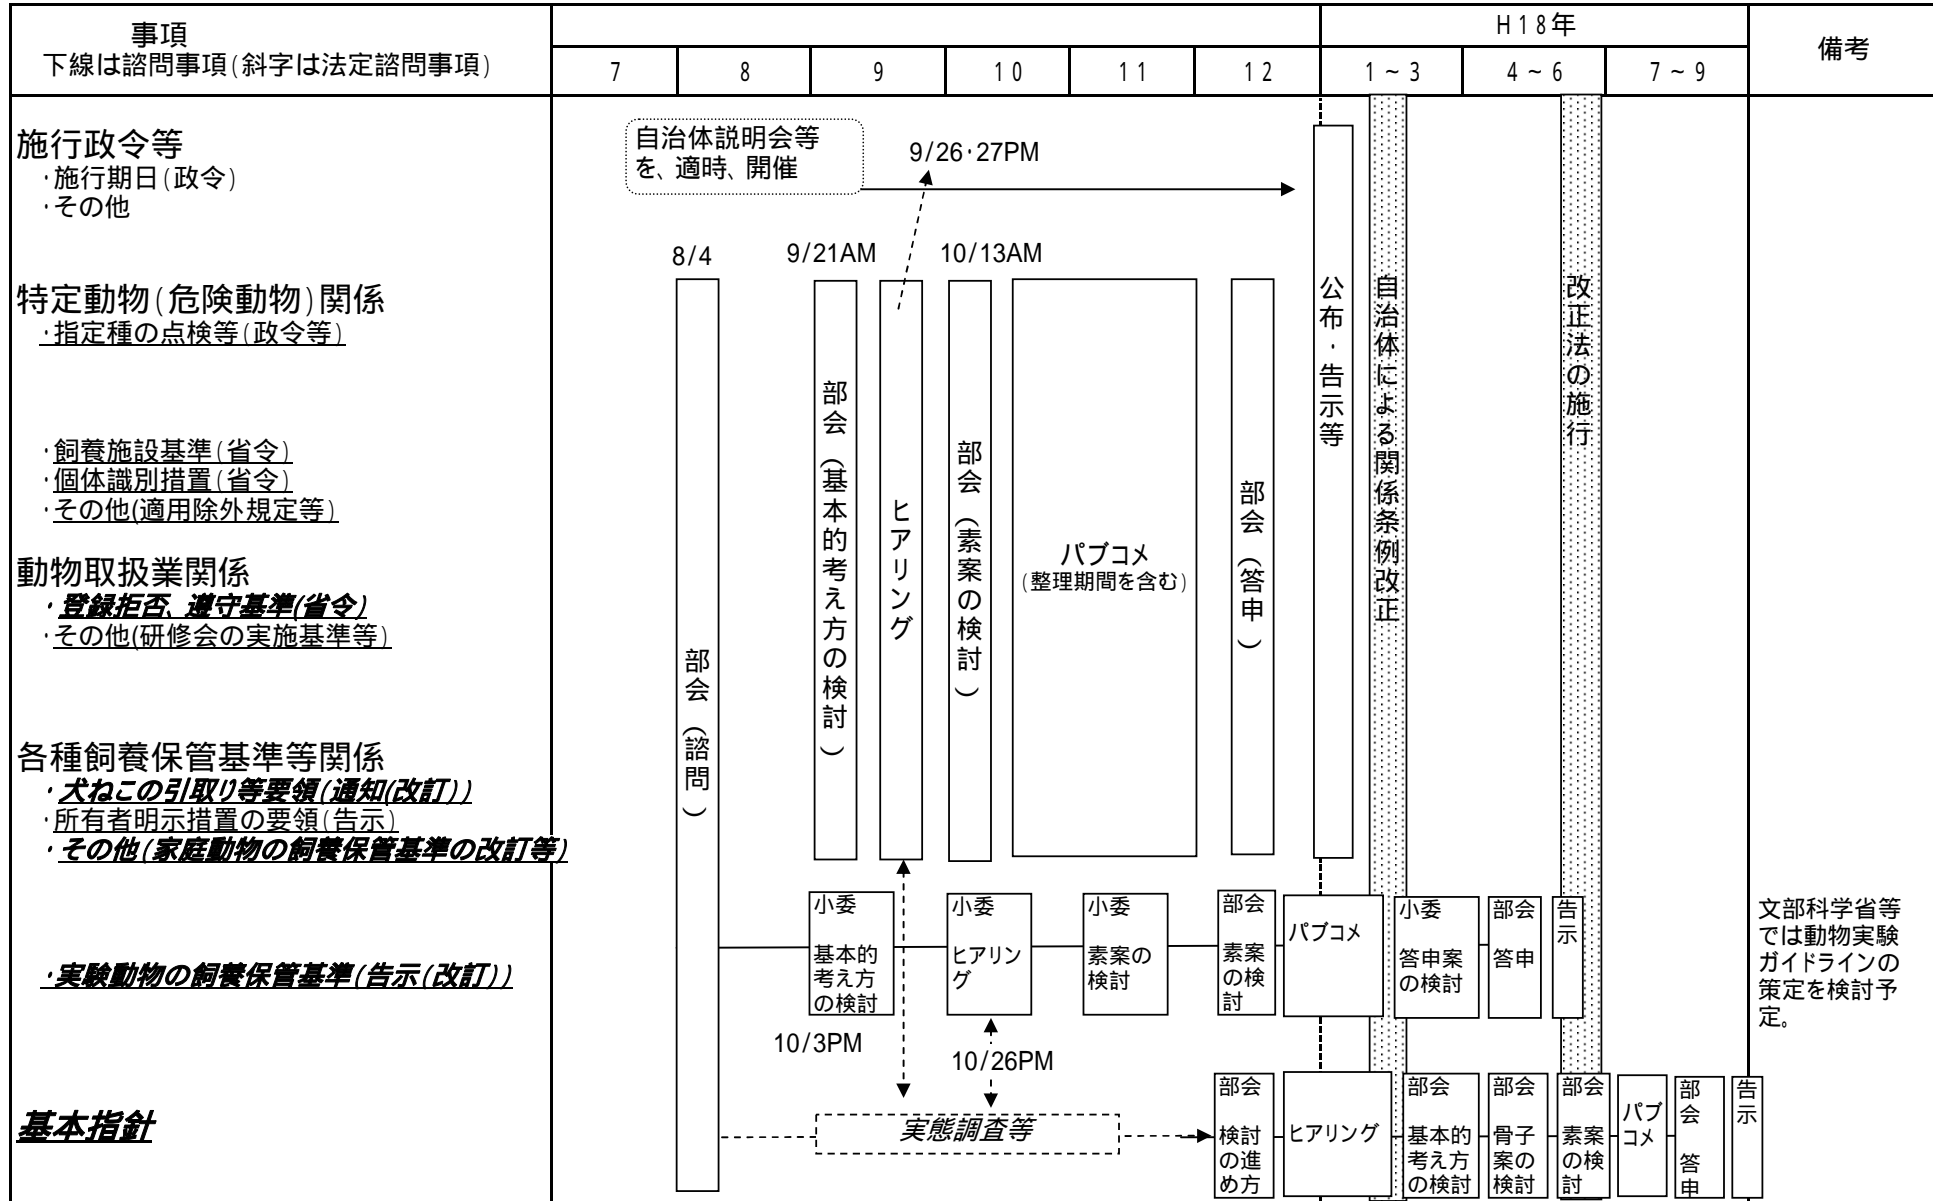 事項
下線は諮問事項(斜字は法定諮問事項)
H18年
備考
7
8
9
10
11
12
1～3
4～6
7～9
施行政令等
・施行期日(政令)
・その他
自治体説明会等
を、適時、開催
9/26・27PM
8/4
9/21AM
10/13AM
特定動物(危険動物)関係
・指定種の点検等(政令等)
・飼養施設基準(省令)
・個体識別措置(省令)
・その他(適用除外規定等)
動物取扱業関係
・登録拒否、遵守基準(省令)
・その他(研修会の実施基準等)
各種飼養保管基準等関係
・犬ねこの引取り等要領(通知(改訂))
・所有者明示措置の要領(告示)
・その他(家庭動物の飼養保管基準の改訂等)
・実験動物の飼養保管基準(告示(改訂))
基本指針
部会(諮問)
部会(基本的考え方の検討)
ヒアリング
部会(素案の検討)
パブコメ
(整理期間を含む)
部会(答申)
公布・告示等
自治体による関係条例改正
改正法の施行
小委
基本的
考え方
の検討
小委
ヒアリン
グ
小委
素案の
検討
部会
素案
の検
討
パブコメ
小委
答申案
の検討
部会
答申
告
示
文部科学省等
では動物実験
ガイドラインの
策定を検討予
定。
10/3PM
10/26PM
実態調査等
部会
検討
の進
め方
ヒアリング
部会
基本的
考え方
の検討
部会
骨子
案の
検討
部会
素案
の検
討
パブ
コメ
部
会
答
申
告
示